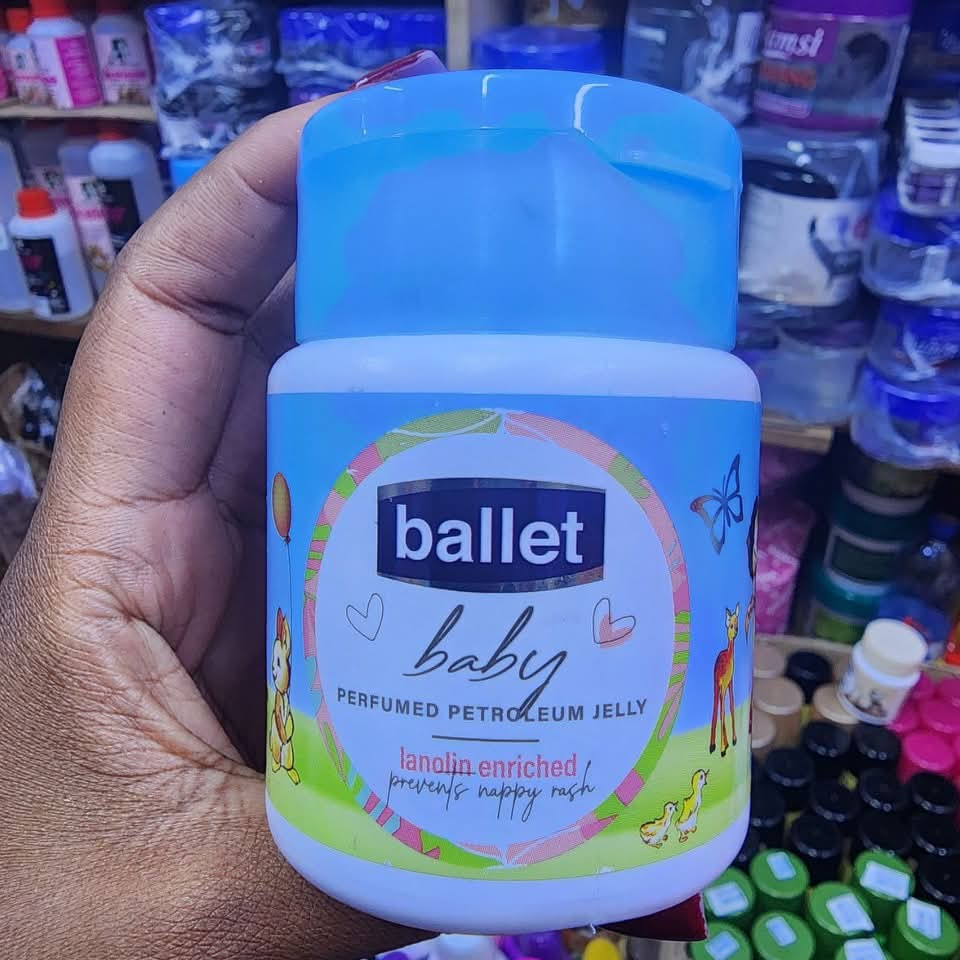 ballet
baby
PERFUMED PETROLEUM JELLY
lanolin enriched
prevents nappy rash